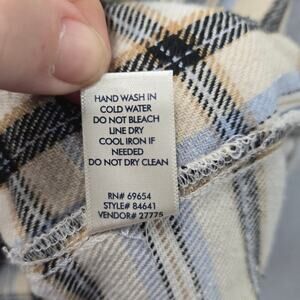 HAND WASH IN
COLD WATER
DO NOT BLEACH
LINE DRY
COOL IRON IF
NEEDED
DO NOT DRY CLEAN
RN# 69654
STYLE# 84641
VENDOR# 27775